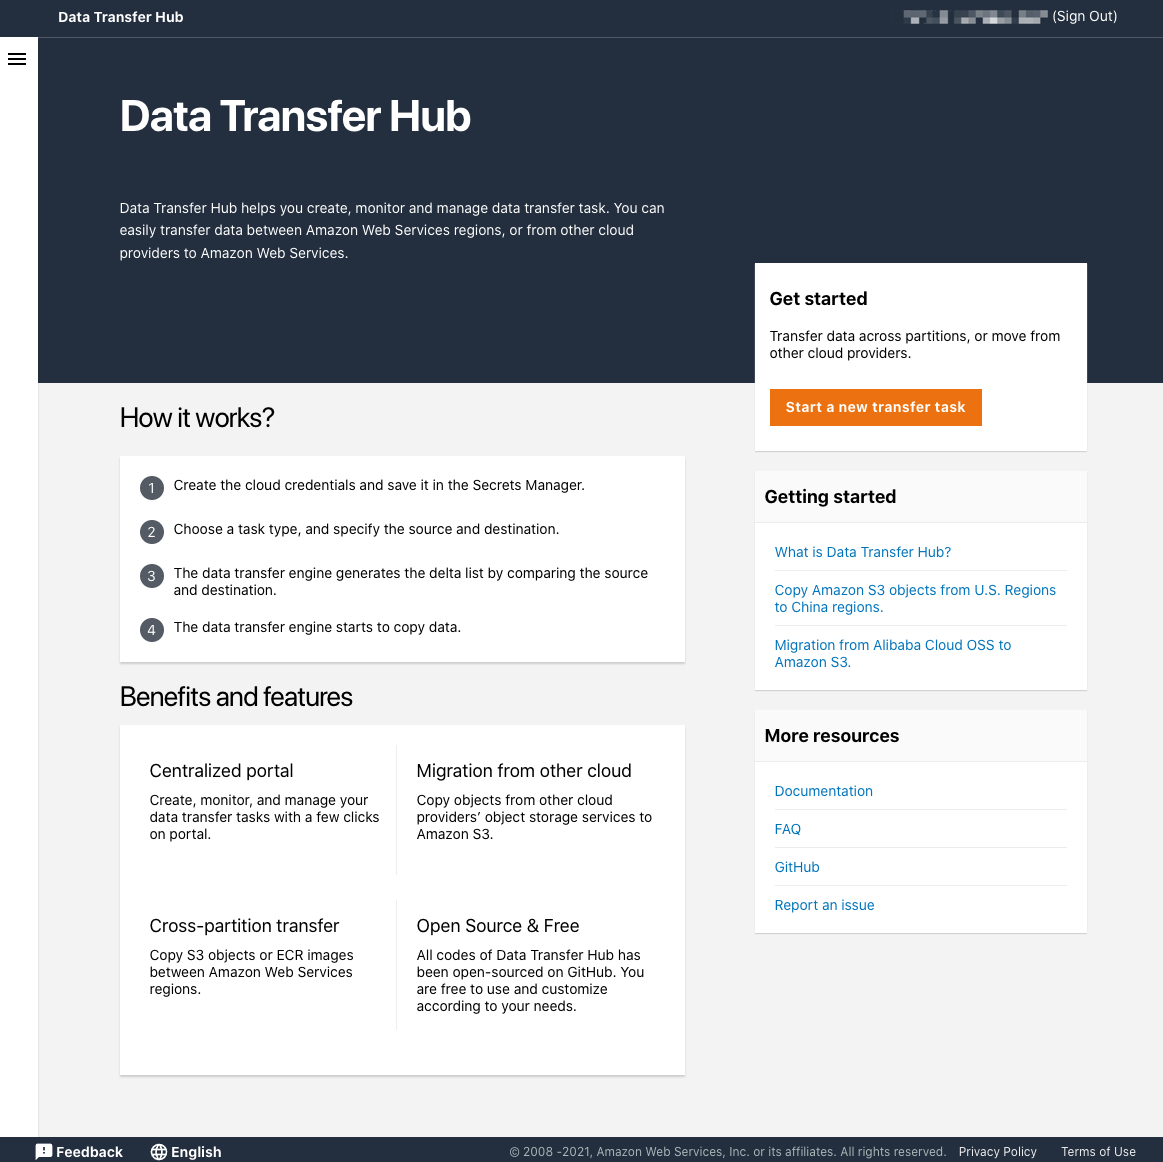 Data Transfer Hub
(Sign Out)
Data Transfer Hub
Data Transfer Hub helps you create, monitor and manage data transfer task. You can
easily transfer data between Amazon Web Services regions, or from other cloud
providers to Amazon Web Services.
Get started
Transfer data across partitions, or move from
other cloud providers.
Start a new transfer task
How it works?
1 Create the cloud credentials and save it in the Secrets Manager.
2 Choose a task type, and specify the source and destination.
3 The data transfer engine generates the delta list by comparing the source
and destination.
4 The data transfer engine starts to copy data.
Getting started
What is Data Transfer Hub?
Copy Amazon S3 objects from U.S. Regions
to China regions.
Migration from Alibaba Cloud OSS to
Amazon S3.
Benefits and features
Centralized portal
Create, monitor, and manage your
data transfer tasks with a few clicks
on portal.
Migration from other cloud
Copy objects from other cloud
providers’ object storage services to
Amazon S3.
Cross-partition transfer
Copy S3 objects or ECR images
between Amazon Web Services
regions.
Open Source & Free
All codes of Data Transfer Hub has
been open-sourced on GitHub. You
are free to use and customize
according to your needs.
More resources
Documentation
FAQ
GitHub
Report an issue
Feedback
English
© 2008 -2021, Amazon Web Services, Inc. or its affiliates. All rights reserved.
Privacy Policy
Terms of Use